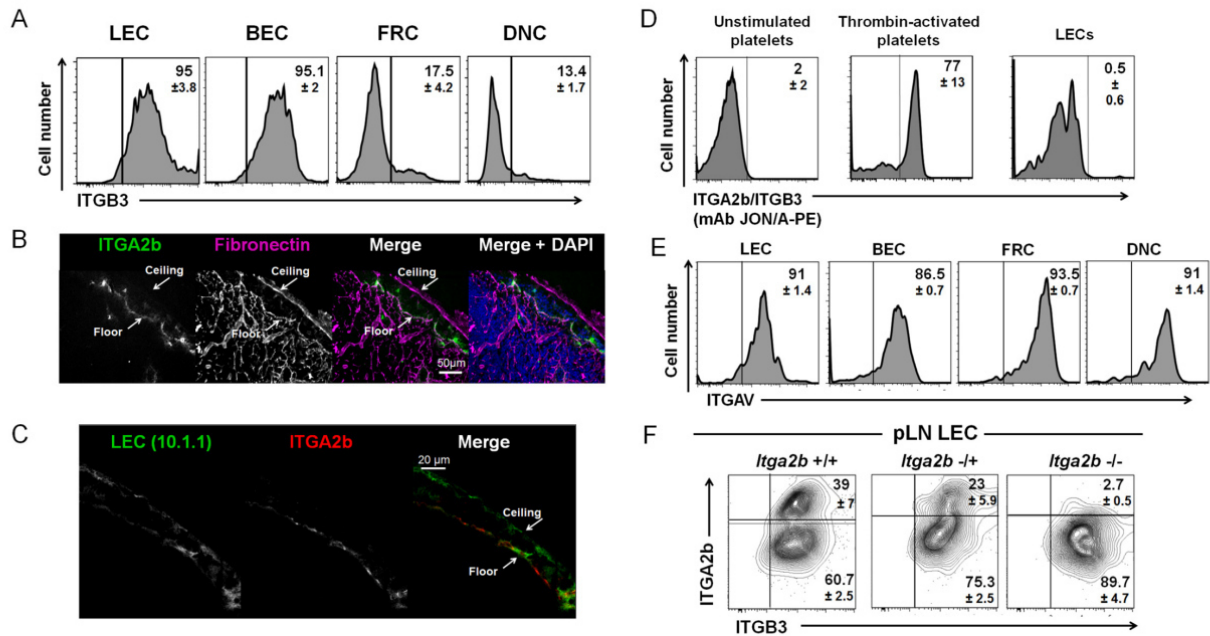 A
LEC BEC FRC DNC
95
±3.8
95.1
± 2
17.5
± 4.2
13.4
± 1.7
Cell number
ITGB3
B
ITGA2b Fibronectin Merge Merge + DAPI
Ceiling
Floor
Ceiling
Floor
Ceiling
Floor
50µm
C
LEC (10.1.1) ITGA2b Merge
20 µm
Ceiling
Floor
D
Unstimulated
platelets
Thrombin-activated
platelets
LECs
2
± 2
77
± 13
0.5
±
0.6
Cell number
ITGA2b/ITGB3
(mAb JON/A-PE)
E
LEC BEC FRC DNC
91
± 1.4
86.5
± 0.7
93.5
± 0.7
91
± 1.4
Cell number
ITGAV
F
pLN LEC
Itga2b +/+ Itga2b -/+ Itga2b -/-
39
± 7
23
± 5.9
2.7
± 0.5
60.7
± 2.5
75.3
± 2.5
89.7
± 4.7
ITGA2b
ITGB3